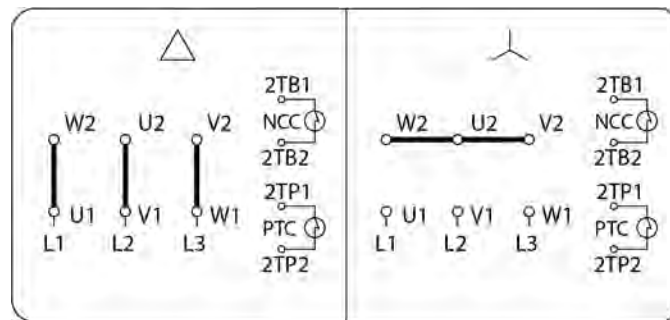 2TB1
W2 U2 V2 NCC
2TB2
2TP1
U1 V1 W1
PTC
L1 L2 L3
2TP2
2TB1
W2 U2 V2 NCC
2TB2
2TP1
U1 V1 W1
PTC
L1 L2 L3
2TP2